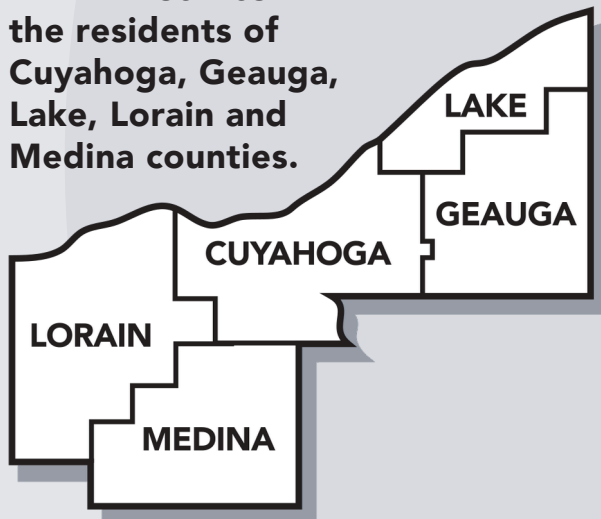 the residents of
Cuyahoga, Geauga,
Lake, Lorain and
Medina counties.
LAKE
GEAUGA
CUYAHOGA
LORAIN
MEDINA